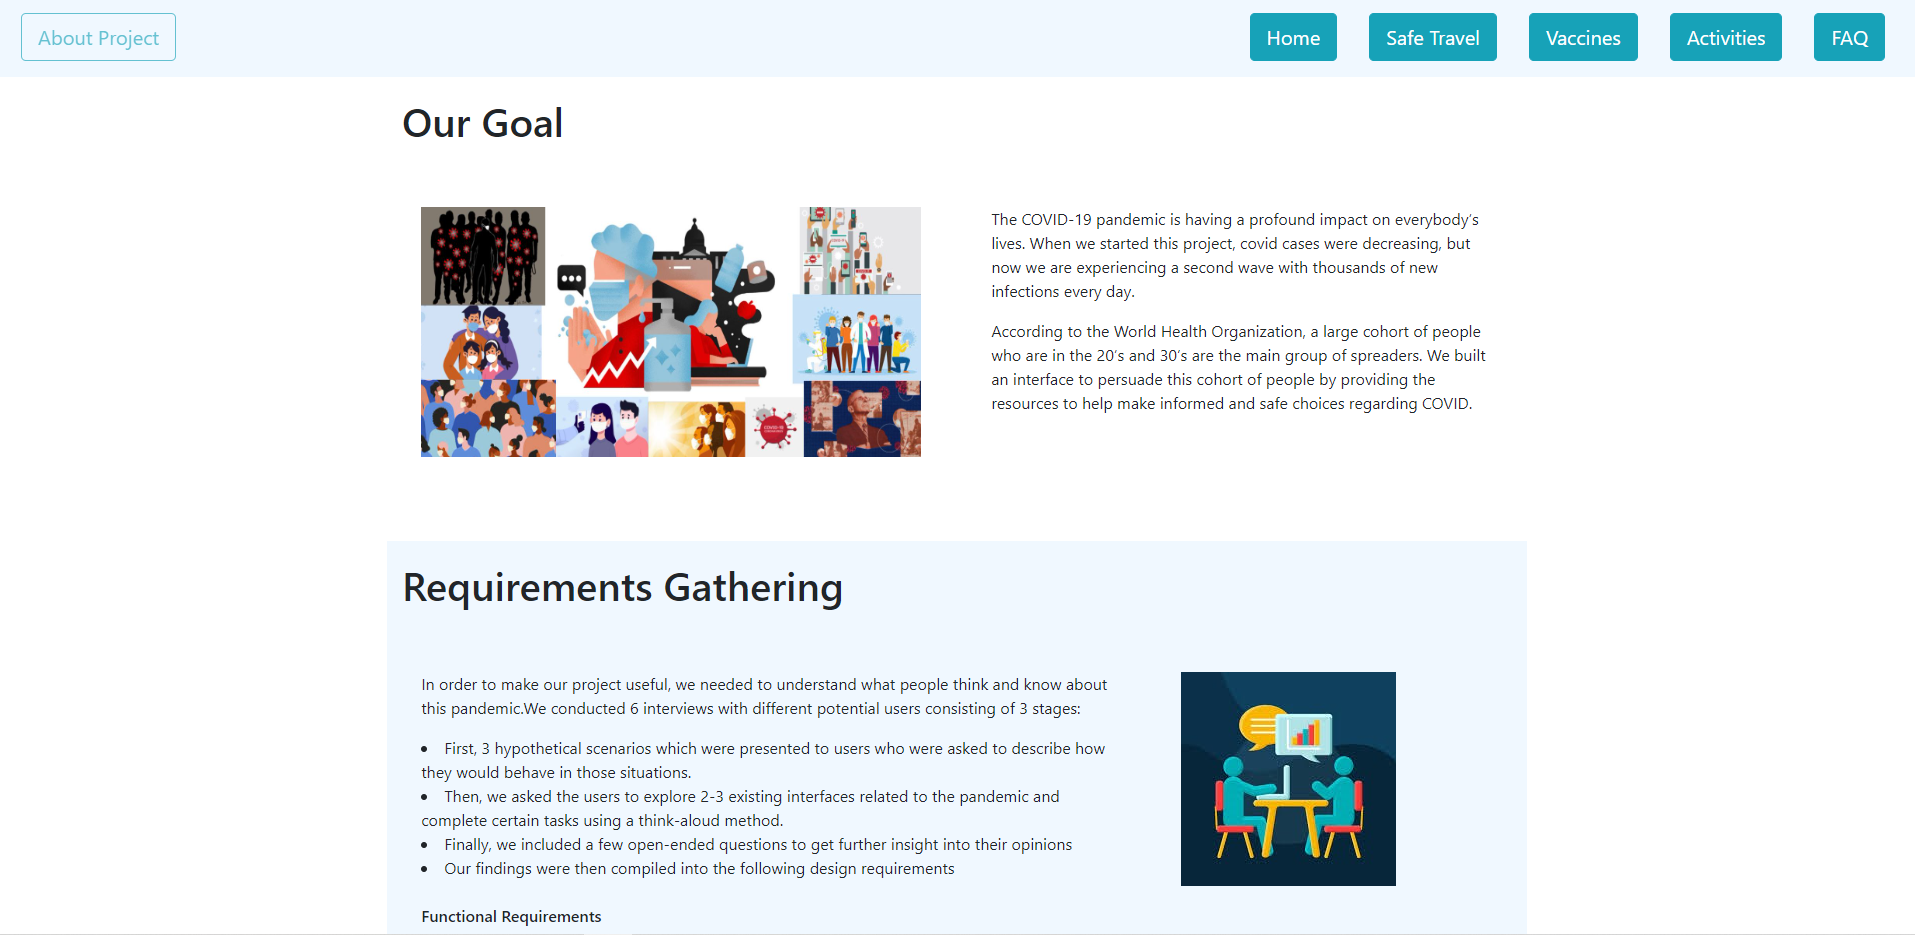 About Project
Home
Safe Travel
Vaccines
Activities
FAQ
Our Goal
The COVID-19 pandemic is having a profound impact on everybody’s
lives. When we started this project, covid cases were decreasing, but
now we are experiencing a second wave with thousands of new
infections every day.
According to the World Health Organization, a large cohort of people
who are in the 20’s and 30’s are the main group of spreaders. We built
an interface to persuade this cohort of people by providing the
resources to help make informed and safe choices regarding COVID.
Requirements Gathering
In order to make our project useful, we needed to understand what people think and know about
this pandemic.We conducted 6 interviews with different potential users consisting of 3 stages:
• First, 3 hypothetical scenarios which were presented to users who were asked to describe how
they would behave in those situations.
• Then, we asked the users to explore 2-3 existing interfaces related to the pandemic and
complete certain tasks using a think-aloud method.
• Finally, we included a few open-ended questions to get further insight into their opinions
• Our findings were then compiled into the following design requirements
Functional Requirements